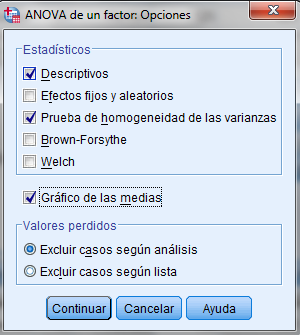 ANOVA de un factor: Opciones
Estadísticos
Descriptivos
Efectos fijos y aleatorios
Prueba de homogeneidad de las varianzas
Brown-Forsythe
Welch
Gráfico de las medias
Valores perdidos
Excluir casos según análisis
Excluir casos según lista
Continuar Cancelar Ayuda